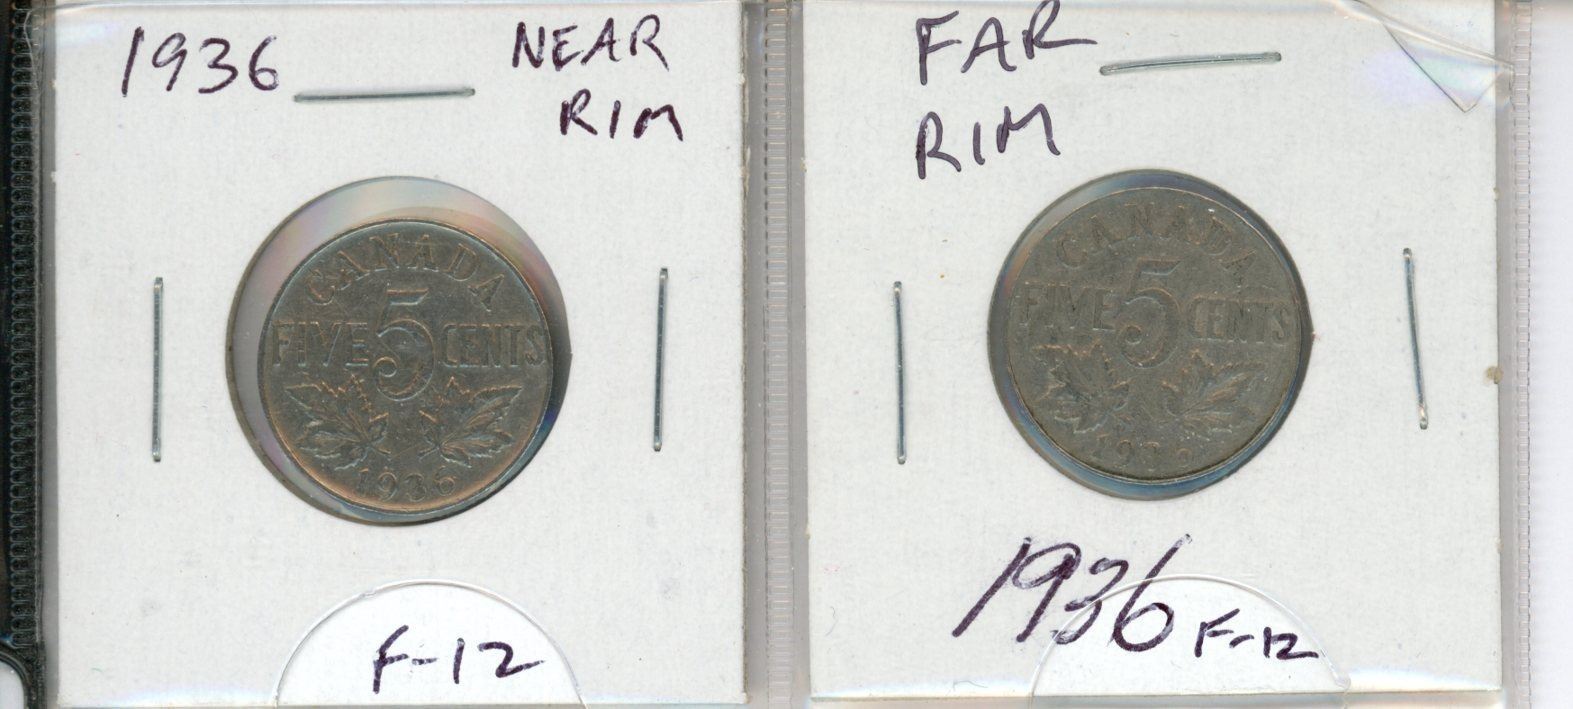 1936
NEAR
RIM
CANADA
FIVE 5 CENTS
1936
F-12
FAR
RIM
CANADA
FIVE 5 CENTS
1936
F-12